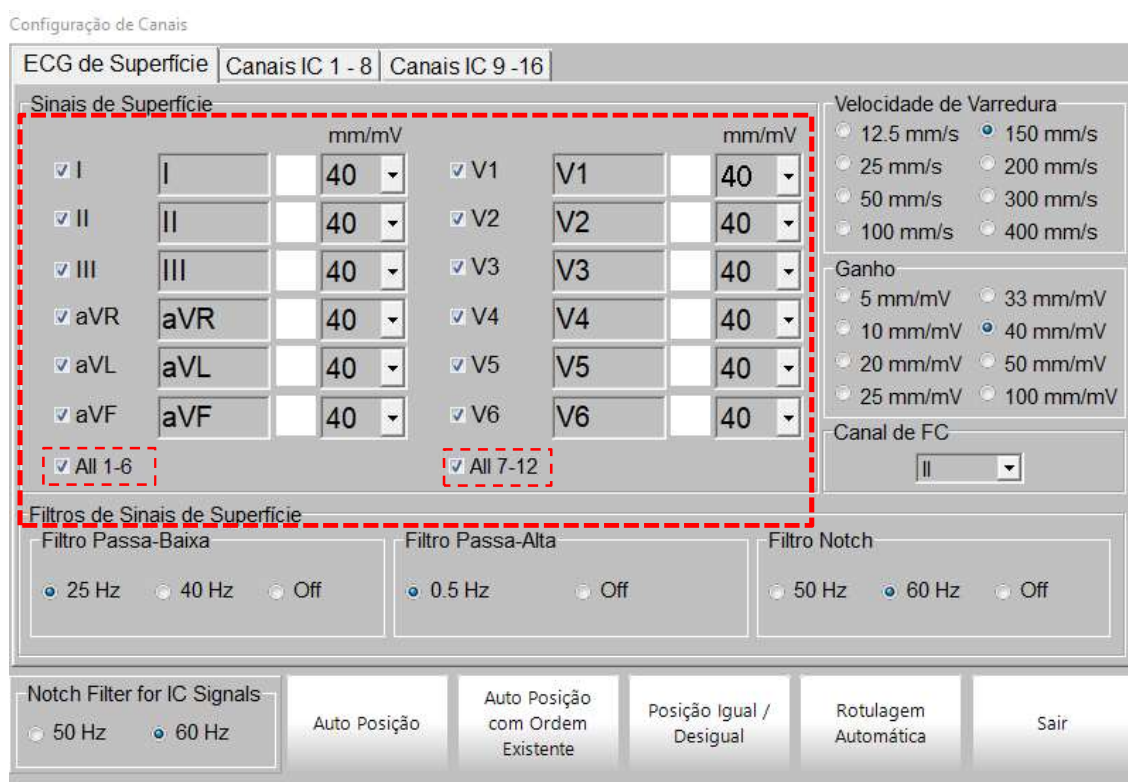 Configuração de Canais
ECG de Superfície Canais IC 1 - 8 Canais IC 9 -16
Sinais de Superfície
mm/mV mm/mV
I I 40 V1 V1 40
II II 40 V2 V2 40
III III 40 V3 V3 40
aVR aVR 40 V4 V4 40
aVL aVL 40 V5 V5 40
aVF aVF 40 V6 V6 40
All 1-6 All 7-12
Velocidade de Varredura
12.5 mm/s 150 mm/s
25 mm/s 200 mm/s
50 mm/s 300 mm/s
100 mm/s 400 mm/s
Ganho
5 mm/mV 33 mm/mV
10 mm/mV 40 mm/mV
20 mm/mV 50 mm/mV
25 mm/mV 100 mm/mV
Canal de FC
II
Filtros de Sinais de Superfície
Filtro Passa-Baixa Filtro Passa-Alta Filtro Notch
25 Hz 40 Hz Off 0.5 Hz Off 50 Hz 60 Hz Off
Notch Filter for IC Signals
50 Hz 60 Hz
Auto Posição
Auto Posição
com Ordem
Existente
Posição Igual /
Desigual
Rotulagem
Automática
Sair